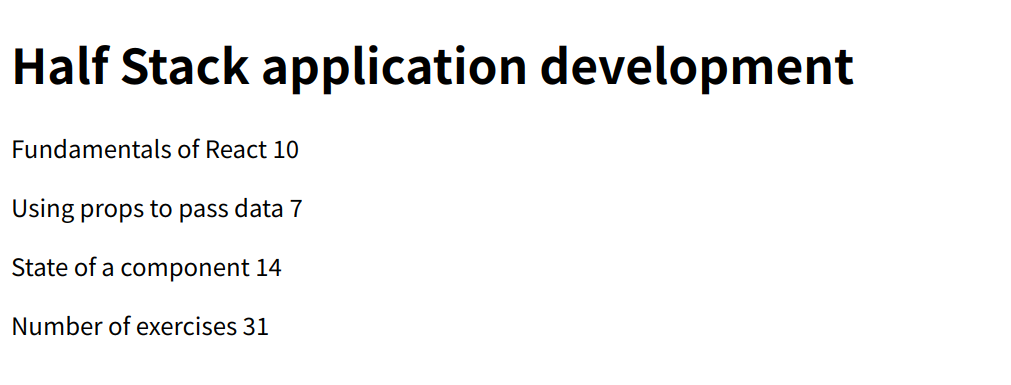 Half Stack application development
Fundamentals of React 10
Using props to pass data 7
State of a component 14
Number of exercises 31